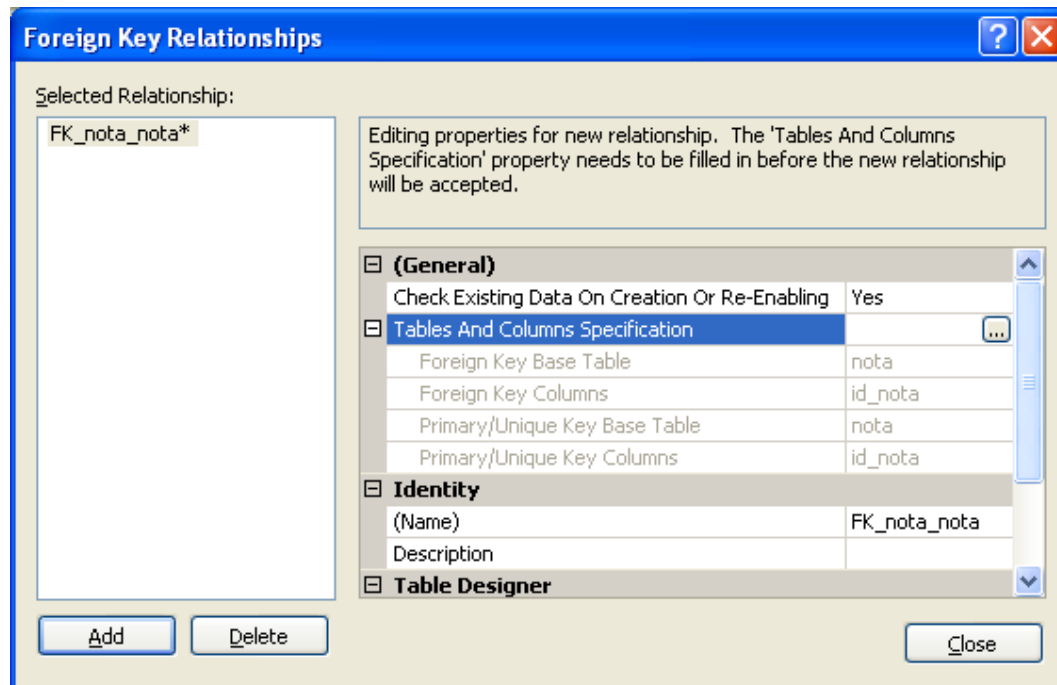 Foreign Key Relationships
Selected Relationship:
FK_nota_nota*
Editing properties for new relationship. The 'Tables And Columns
Specification' property needs to be filled in before the new relationship
will be accepted.
(General)
Check Existing Data On Creation Or Re-Enabling Yes
Tables And Columns Specification ...
Foreign Key Base Table nota
Foreign Key Columns id_nota
Primary/Unique Key Base Table nota
Primary/Unique Key Columns id_nota
Identity
(Name) FK_nota_nota
Description
Table Designer
Add Delete Close